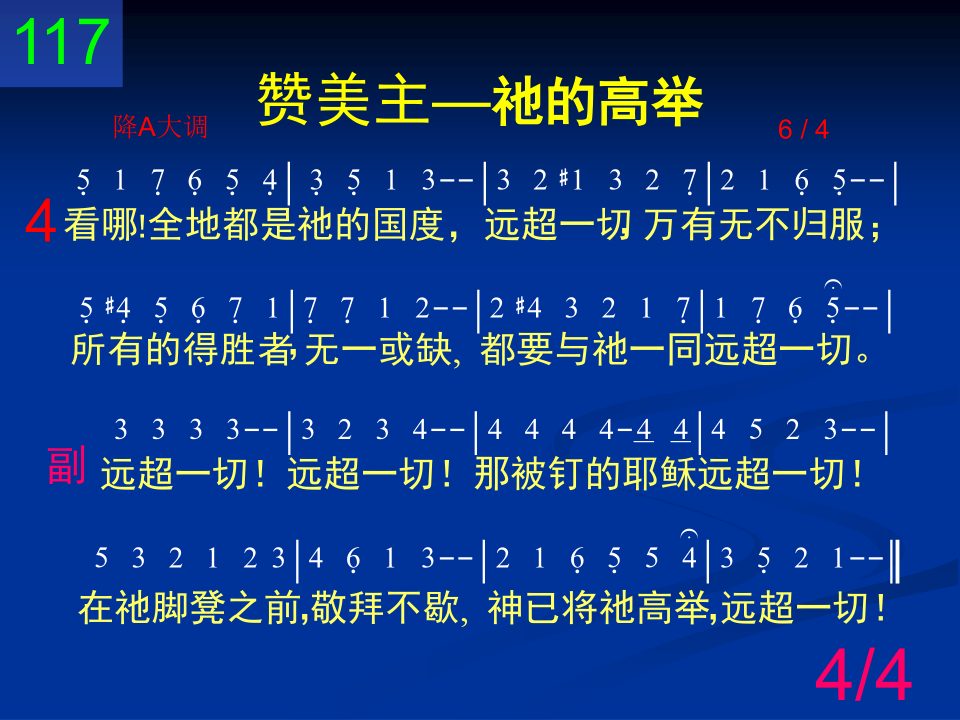 117
赞美主—祂的高举
降A大调
6 / 4
5̣ 1 7̣ 6̣ 5̣ 4̣ | 3̣ 5̣ 1 3-- | 3 2 #1 3 2 7̣ | 2 1 6̣ 5̣-- |
4 看哪!全地都是祂的国度，远超一切,万有无不归服；
5̣ #4̣ 5̣ 6̣ 7̣ 1 | 7̣ 7̣ 1 2-- | 2 #4 3 2 1 7̣ | 1 7̣ 6̣ 5̣-- |
所有的得胜者,无一或缺, 都要与祂一同远超一切。
3 3 3 3-- | 3 2 3 4-- | 4 4 4 4-4 4 | 4 5 2 3-- |
副 远超一切！远超一切！那被钉的耶稣远超一切！
5 3 2 1 2 3 | 4 6̣ 1 3-- | 2 1 6̣ 5̣ 5 4 | 3 5̣ 2 1-- ‖
在祂脚凳之前,敬拜不歇, 神已将祂高举,远超一切！
4/4